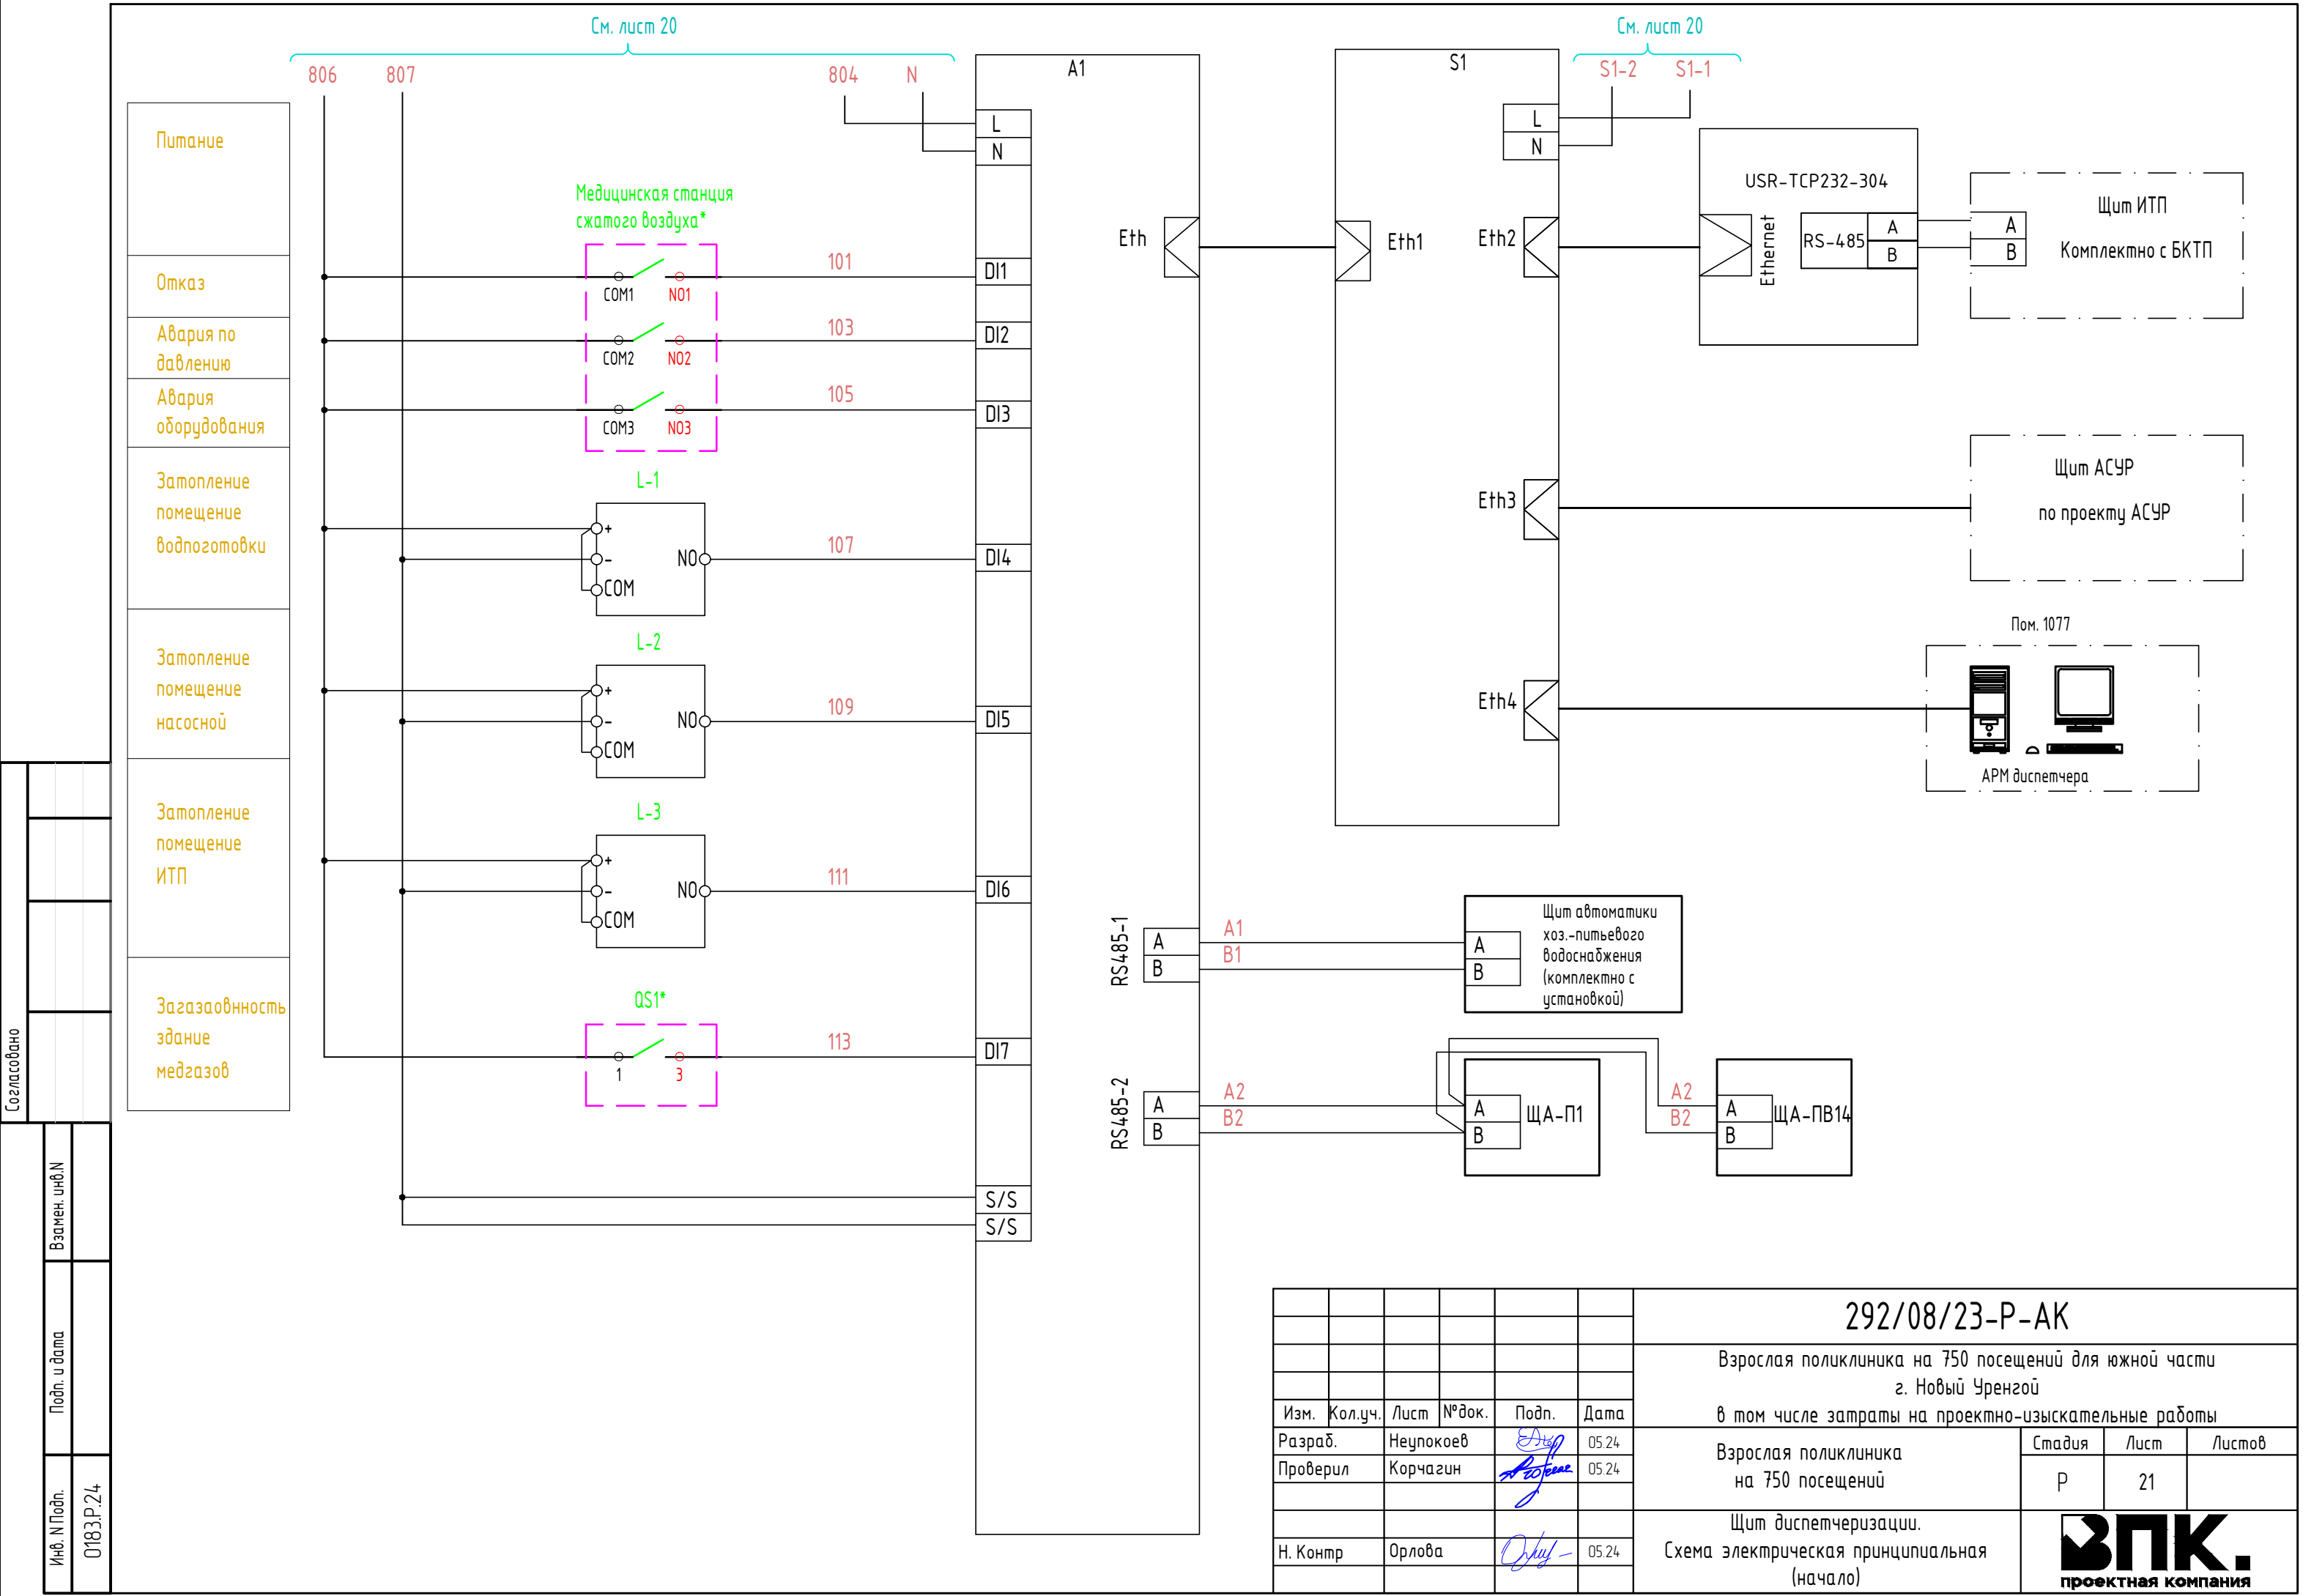 См. лист 20
806
807
804
N
Питание
Отказ
Авария по
давлению
Авария
оборудования
Затопление
помещение
водпоготовки
Затопление
помещение
насосной
Затопление
помещение
ИТП
Загазаовнность
здание
медгазов
Медицинская станция
сжатого воздуха*
COM1
NO1
101
COM2
NO2
103
COM3
NO3
105
L-1
+
-
COM
NO
107
L-2
+
-
COM
NO
109
L-3
+
-
COM
NO
111
QS1*
1
3
113
A1
L
N
DI1
DI2
DI3
DI4
DI5
DI6
DI7
S/S
S/S
Eth
RS485-1
A
B
A1
B1
RS485-2
A
B
A2
B2
S1
См. лист 20
S1-2
S1-1
L
N
Eth1
Eth2
Eth3
Eth4
USR-TCP232-304
Ethernet
RS-485
A
B
A
B
Щит ИТП
Комплектно с БКТП
Щит АСУР
по проекту АСУР
Пом. 1077
АРМ диспетчера
A
B
Щит автоматики
хоз.-питьевого
водоснабжения
(комплектно с
установкой)
A
B
ЩА-П1
A2
B2
A
B
ЩА-ПВ14
Согласовано
Взамен. инв.N
Подп. и дата
Инв. N Подп.
0183.Р.24
292/08/23-Р-АК
Взрослая поликлиника на 750 посещений для южной части
г. Новый Уренгой
в том числе затраты на проектно-изыскательные работы
Изм.
Кол.уч.
Лист
№док.
Подп.
Дата
Разраб.
Неупокоев
05.24
Проверил
Корчагин
05.24
Н. Контр
Орлова
05.24
Взрослая поликлиника
на 750 посещений
Стадия
Лист
Листов
Р
21
Щит диспетчеризации.
Схема электрическая принципиальная
(начало)
ВПК.
проектная компания